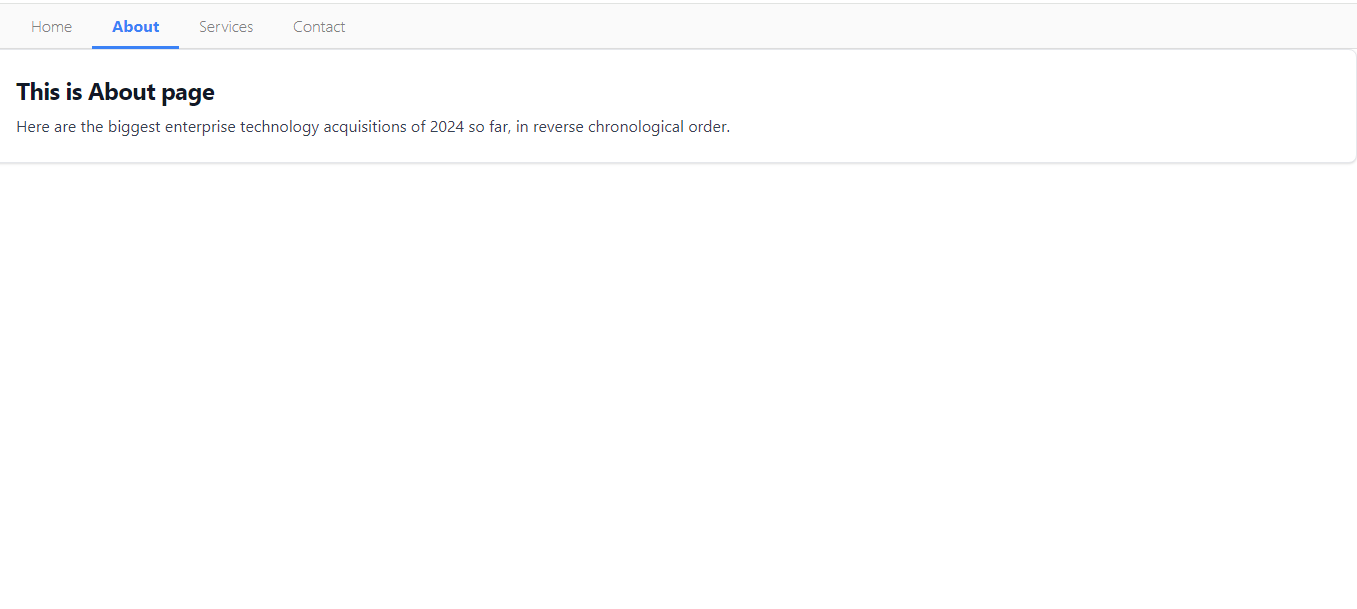 Home About Services Contact
This is About page
Here are the biggest enterprise technology acquisitions of 2024 so far, in reverse chronological order.